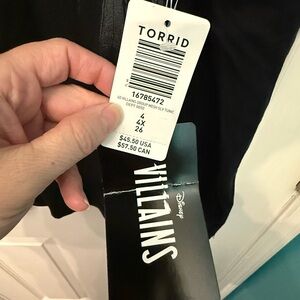 TORRID
16785472
4
4X
26
$45.50 USA
$57.50 CAN
Disney
VILLAINS